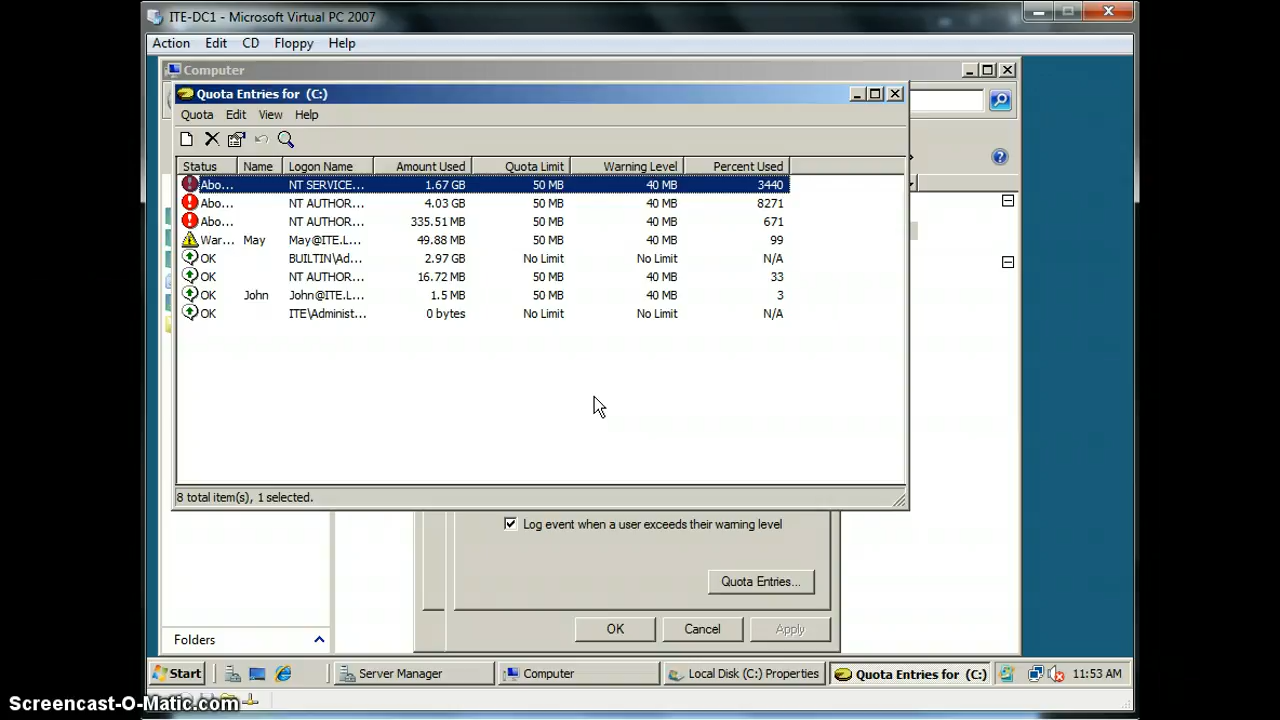 ITE-DC1 - Microsoft Virtual PC 2007
Action Edit CD Floppy Help
Computer
Quota Entries for (C:)
Quota Edit View Help
Status Name Logon Name Amount Used Quota Limit Warning Level Percent Used
Abo... NT SERVICE... 1.67 GB 50 MB 40 MB 3440
Abo... NT AUTHOR... 4.03 GB 50 MB 40 MB 8271
Abo... NT AUTHOR... 335.51 MB 50 MB 40 MB 671
War... May May@ITE.L... 49.88 MB 50 MB 40 MB 99
OK BUILTIN\Ad... 2.97 GB No Limit No Limit N/A
OK NT AUTHOR... 16.72 MB 50 MB 40 MB 33
OK John John@ITE.L... 1.5 MB 50 MB 40 MB 3
OK ITE\Administ... 0 bytes No Limit No Limit N/A
8 total item(s), 1 selected.
Log event when a user exceeds their warning level
Quota Entries...
OK Cancel Apply
Folders
Start Server Manager Computer Local Disk (C:) Properties Quota Entries for (C:) 11:53 AM
Screencast-O-Matic.com